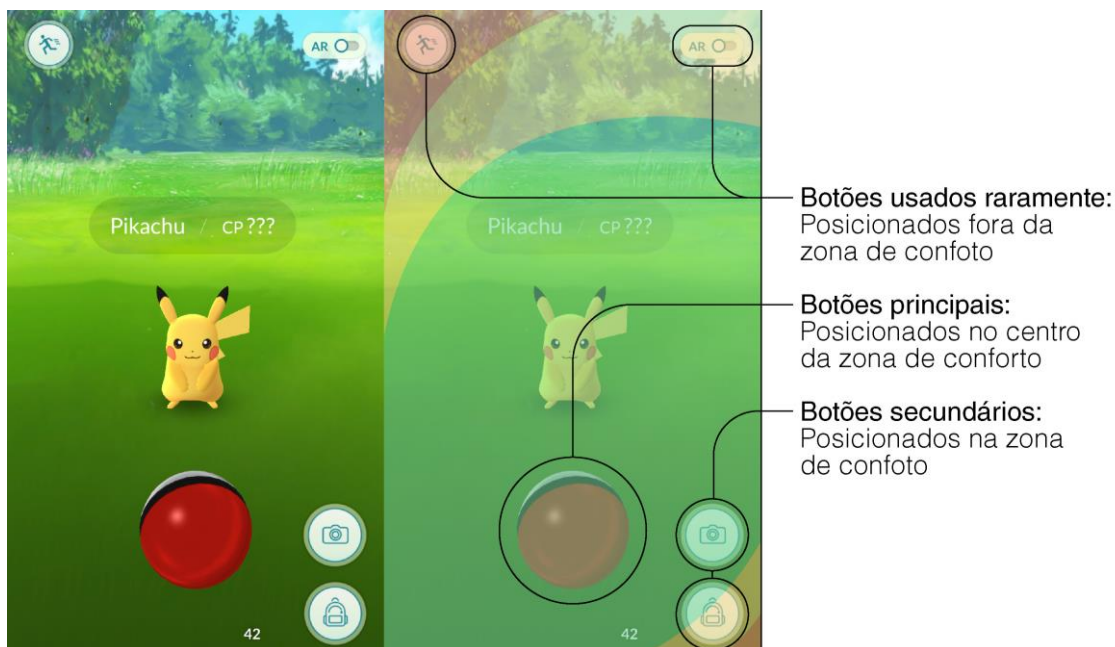 AR
Pikachu / CP ???
42
AR
Pikachu / CP ???
42
Botões usados raramente:
Posicionados fora da
zona de confoto
Botões principais:
Posicionados no centro
da zona de conforto
Botões secundários:
Posicionados na zona
de confoto